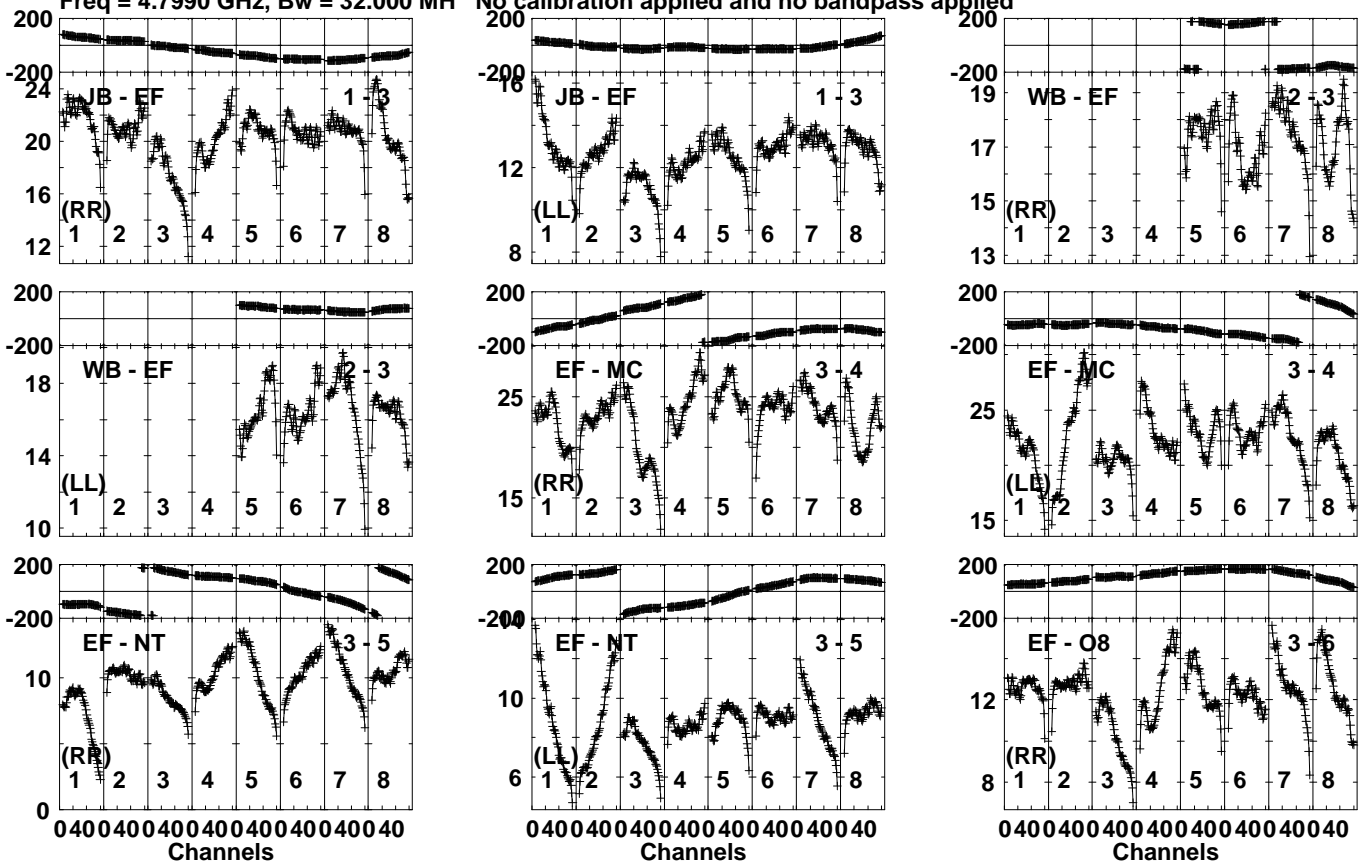 Freq = 4.7990 GHz, Bw = 32.000 MH No calibration applied and no bandpass applied
200
-200
24
20
16
12
JB - EF
1 - 3
(RR)
1 2 3 4 5 6 7 8
200
-200
16
12
8
JB - EF
1 - 3
(LL)
1 2 3 4 5 6 7 8
200
-200
19
17
15
13
WB - EF
2 - 3
(RR)
1 2 3 4 5 6 7 8
200
-200
18
14
10
WB - EF
2 - 3
(LL)
1 2 3 4 5 6 7 8
200
-200
25
15
EF - MC
3 - 4
(RR)
1 2 3 4 5 6 7 8
200
-200
25
15
EF - MC
3 - 4
(LL)
1 2 3 4 5 6 7 8
200
-200
10
0
EF - NT
3 - 5
(RR)
1 2 3 4 5 6 7 8
0 40 0 40 0 40 0 40 0 40 0 40 0 40 0 40
Channels
200
-200
14
10
6
EF - NT
3 - 5
(LL)
1 2 3 4 5 6 7 8
0 40 0 40 0 40 0 40 0 40 0 40 0 40 0 40
Channels
200
-200
12
8
EF - O8
3 - 6
(RR)
1 2 3 4 5 6 7 8
0 40 0 40 0 40 0 40 0 40 0 40 0 40 0 40
Channels